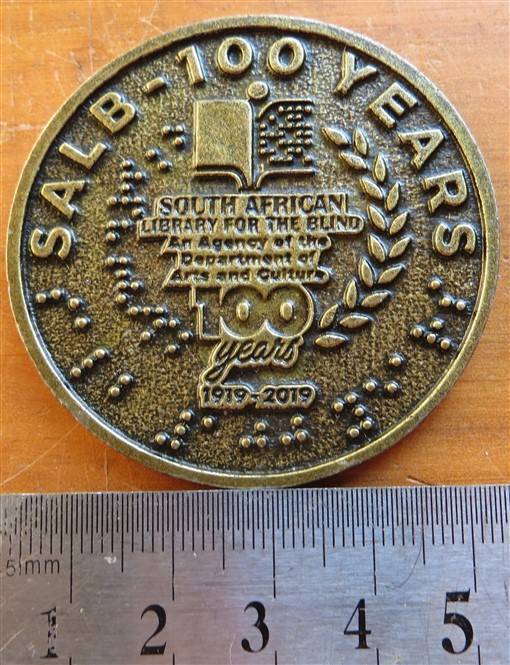 SALB - 100 YEARS
SOUTH AFRICAN
LIBRARY FOR THE BLIND
An Agency of the
Department of
Arts and Culture
100
years
1919-2019
.5mm
1 2 3 4 5